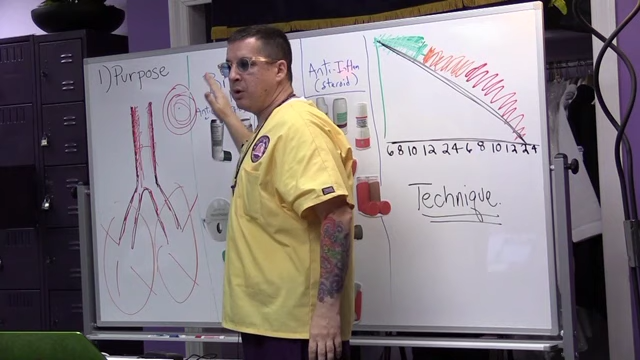 1) Purpose
Anti-Inflam
(steroid)
6 8 10 12 2 4 6 8 10 12 2 4
Technique